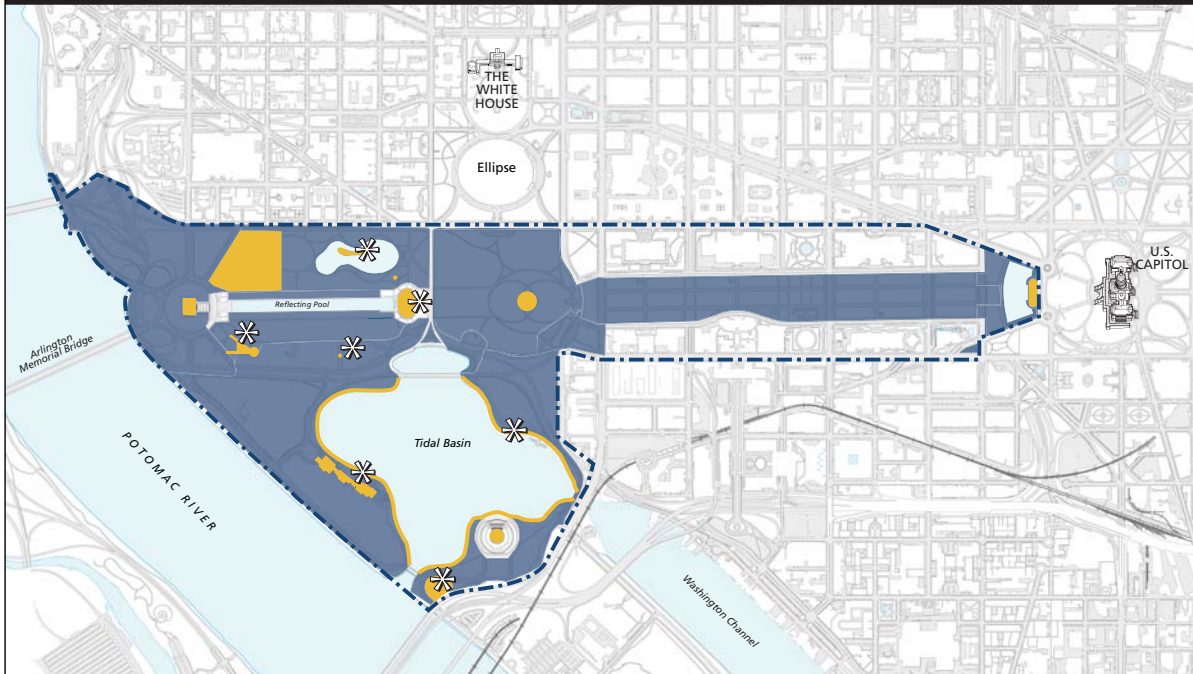 THE
WHITE
HOUSE
Ellipse
U.S.
CAPITOL
Reflecting Pool
Arlington
Memorial Bridge
Tidal Basin
POTOMAC RIVER
Washington Channel